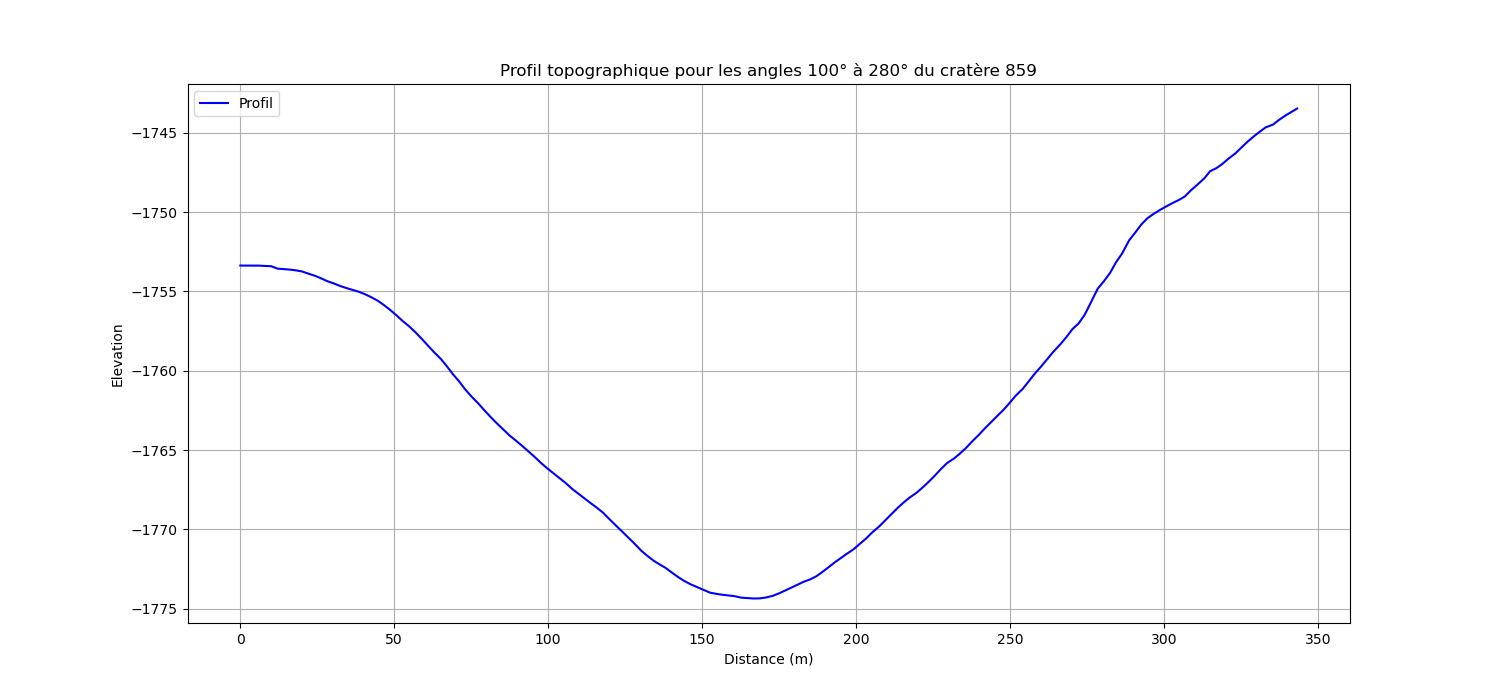 Profil topographique pour les angles 100° à 280° du cratère 859
Profil
Elevation
−1745
−1750
−1755
−1760
−1765
−1770
−1775
0 50 100 150 200 250 300 350
Distance (m)